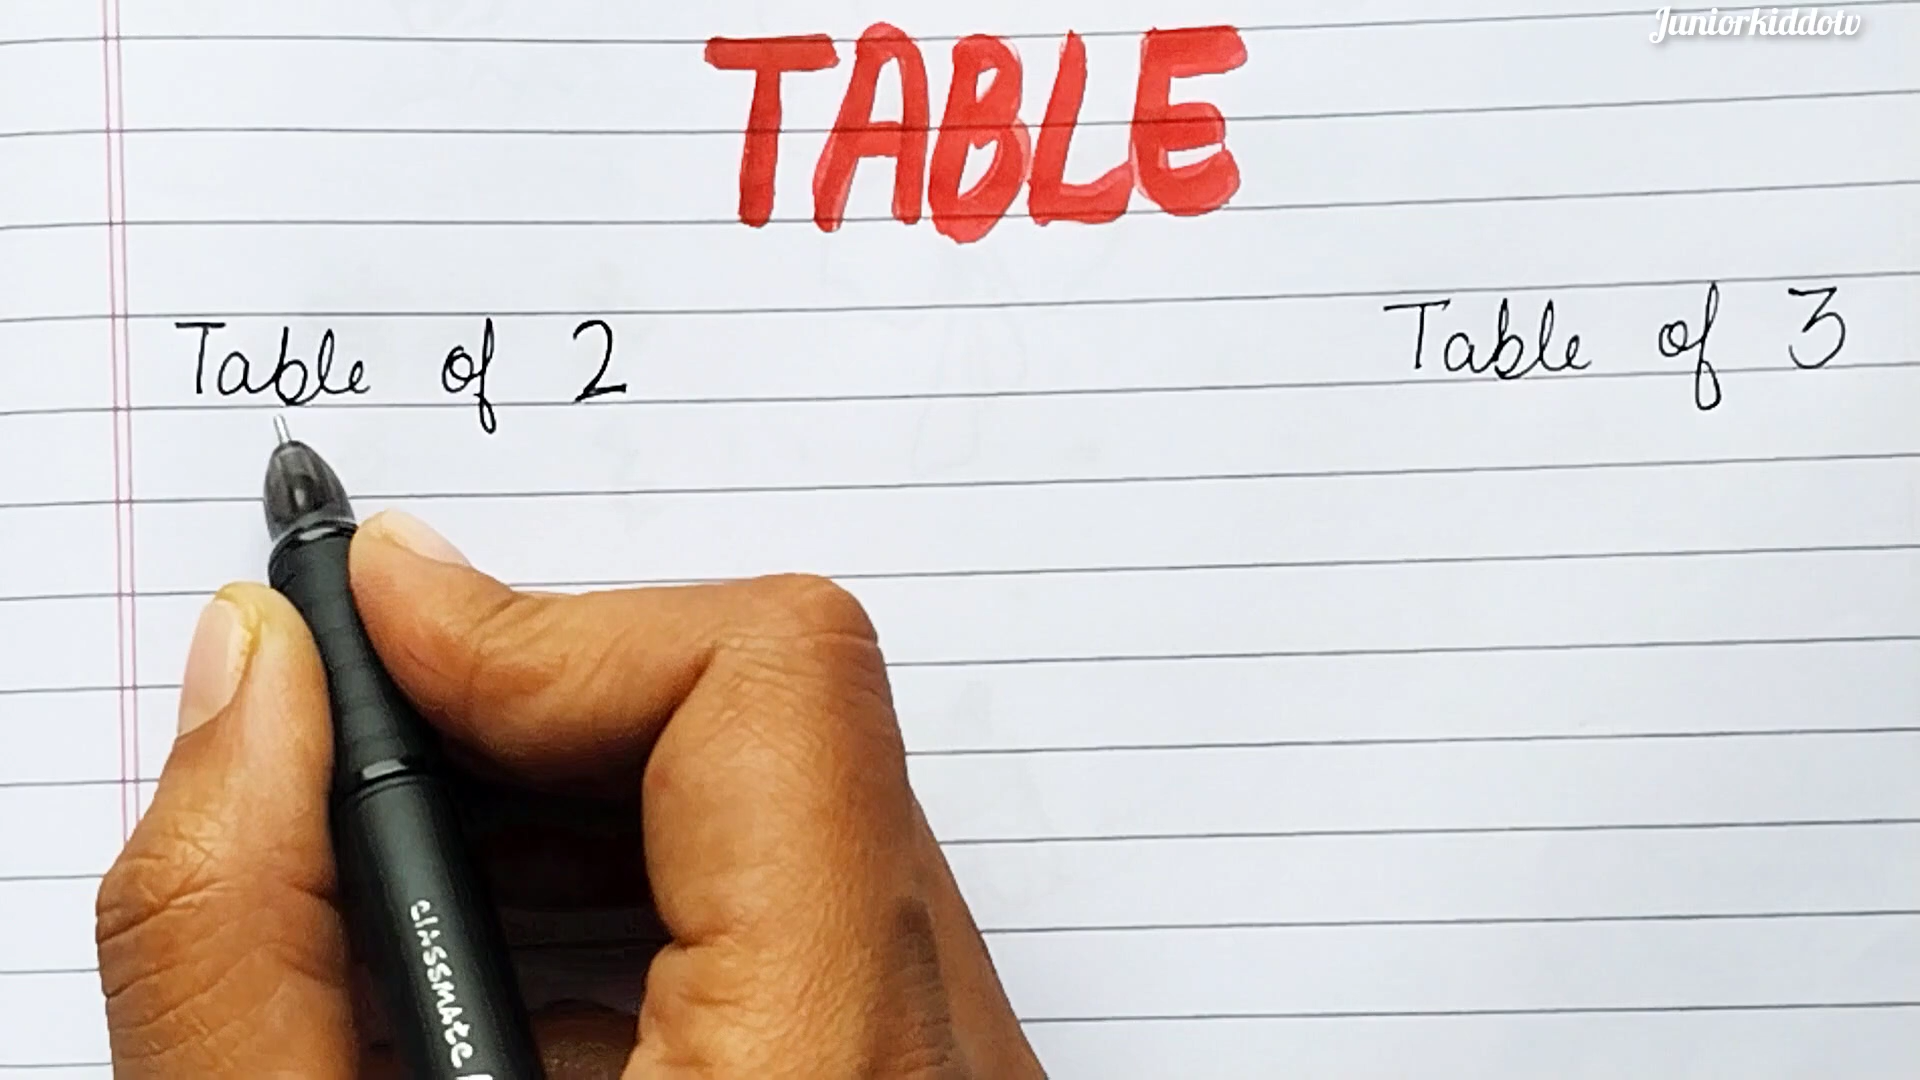 Juniorkiddotv
TABLE
Table of 2
Table of 3
classmate